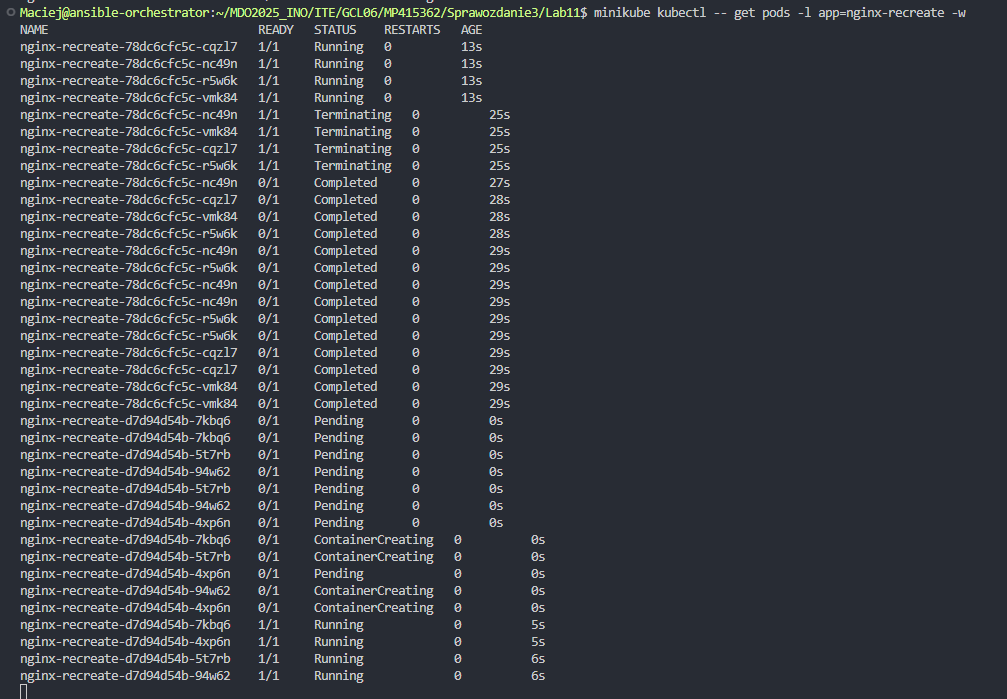 Maciej@ansible-orchestrator:~/MDO2025_INO/ITE/GCL06/MP415362/Sprawozdanie3/Lab11$ minikube kubectl -- get pods -l app=nginx-recreate -w
NAME READY STATUS RESTARTS AGE
nginx-recreate-78dc6cfc5c-cqzl7 1/1 Running 0 13s
nginx-recreate-78dc6cfc5c-nc49n 1/1 Running 0 13s
nginx-recreate-78dc6cfc5c-r5w6k 1/1 Running 0 13s
nginx-recreate-78dc6cfc5c-vmk84 1/1 Running 0 13s
nginx-recreate-78dc6cfc5c-nc49n 1/1 Terminating 0 25s
nginx-recreate-78dc6cfc5c-vmk84 1/1 Terminating 0 25s
nginx-recreate-78dc6cfc5c-cqzl7 1/1 Terminating 0 25s
nginx-recreate-78dc6cfc5c-r5w6k 1/1 Terminating 0 25s
nginx-recreate-78dc6cfc5c-nc49n 0/1 Completed 0 27s
nginx-recreate-78dc6cfc5c-cqzl7 0/1 Completed 0 28s
nginx-recreate-78dc6cfc5c-vmk84 0/1 Completed 0 28s
nginx-recreate-78dc6cfc5c-r5w6k 0/1 Completed 0 28s
nginx-recreate-78dc6cfc5c-nc49n 0/1 Completed 0 29s
nginx-recreate-78dc6cfc5c-r5w6k 0/1 Completed 0 29s
nginx-recreate-78dc6cfc5c-nc49n 0/1 Completed 0 29s
nginx-recreate-78dc6cfc5c-nc49n 0/1 Completed 0 29s
nginx-recreate-78dc6cfc5c-r5w6k 0/1 Completed 0 29s
nginx-recreate-78dc6cfc5c-r5w6k 0/1 Completed 0 29s
nginx-recreate-78dc6cfc5c-cqzl7 0/1 Completed 0 29s
nginx-recreate-78dc6cfc5c-cqzl7 0/1 Completed 0 29s
nginx-recreate-78dc6cfc5c-vmk84 0/1 Completed 0 29s
nginx-recreate-78dc6cfc5c-vmk84 0/1 Completed 0 29s
nginx-recreate-d7d94d54b-7kbq6 0/1 Pending 0 0s
nginx-recreate-d7d94d54b-7kbq6 0/1 Pending 0 0s
nginx-recreate-d7d94d54b-5t7rb 0/1 Pending 0 0s
nginx-recreate-d7d94d54b-94w62 0/1 Pending 0 0s
nginx-recreate-d7d94d54b-5t7rb 0/1 Pending 0 0s
nginx-recreate-d7d94d54b-94w62 0/1 Pending 0 0s
nginx-recreate-d7d94d54b-4xp6n 0/1 Pending 0 0s
nginx-recreate-d7d94d54b-7kbq6 0/1 ContainerCreating 0 0s
nginx-recreate-d7d94d54b-5t7rb 0/1 ContainerCreating 0 0s
nginx-recreate-d7d94d54b-4xp6n 0/1 Pending 0 0s
nginx-recreate-d7d94d54b-94w62 0/1 ContainerCreating 0 0s
nginx-recreate-d7d94d54b-4xp6n 0/1 ContainerCreating 0 0s
nginx-recreate-d7d94d54b-7kbq6 1/1 Running 0 5s
nginx-recreate-d7d94d54b-4xp6n 1/1 Running 0 5s
nginx-recreate-d7d94d54b-5t7rb 1/1 Running 0 6s
nginx-recreate-d7d94d54b-94w62 1/1 Running 0 6s